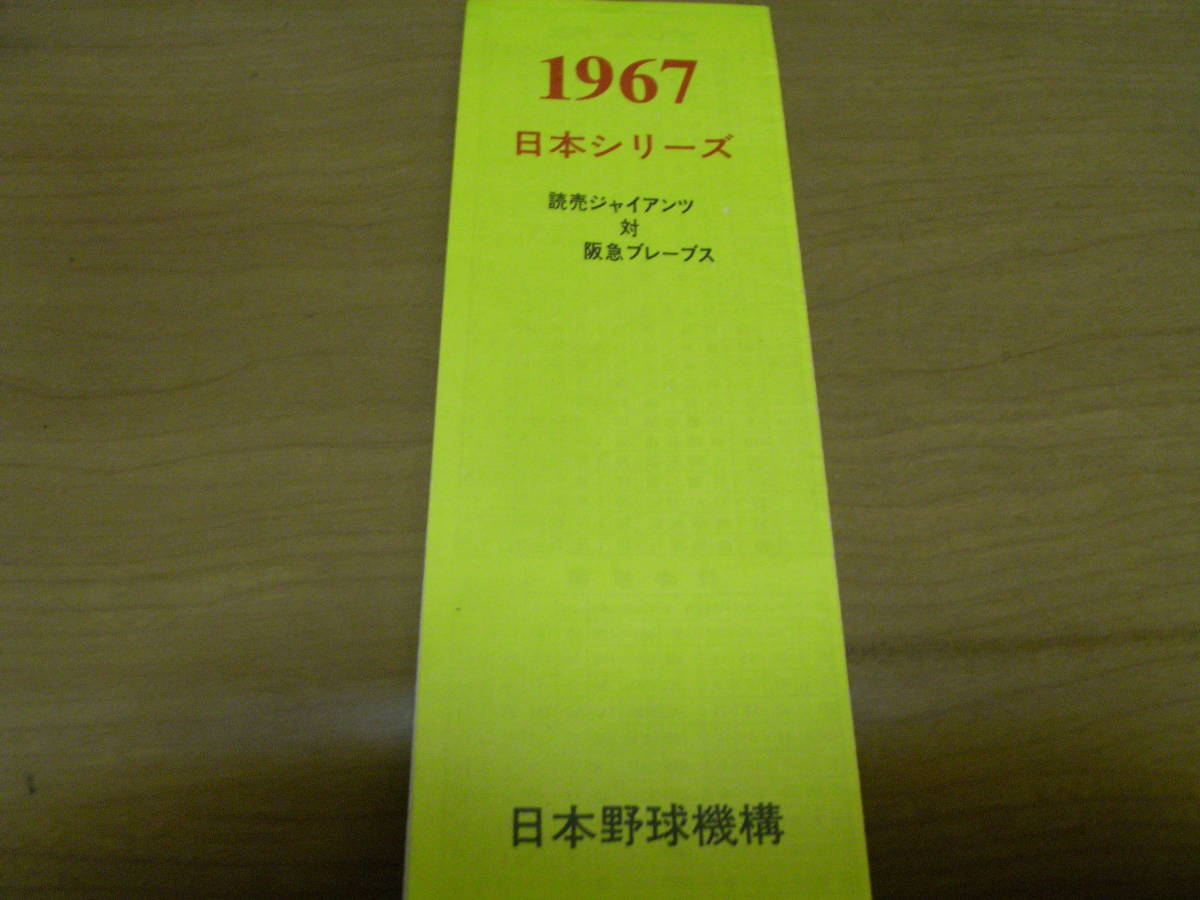 1967
日本シリーズ
読売ジャイアンツ
対
阪急ブレーブス
日本野球機構